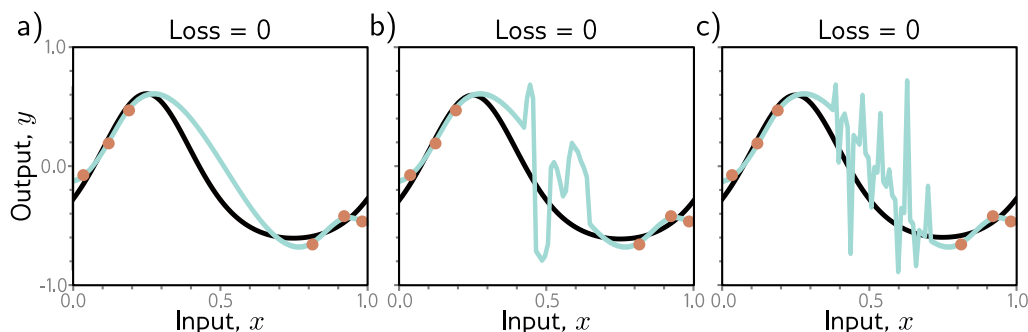 a) Loss = 0 b) Loss = 0 c) Loss = 0
1.0
0.0
-1.0
Output, y
0.0 0.5 1.0 0.0 0.5 1.0 0.0 0.5 1.0
Input, x Input, x Input, x